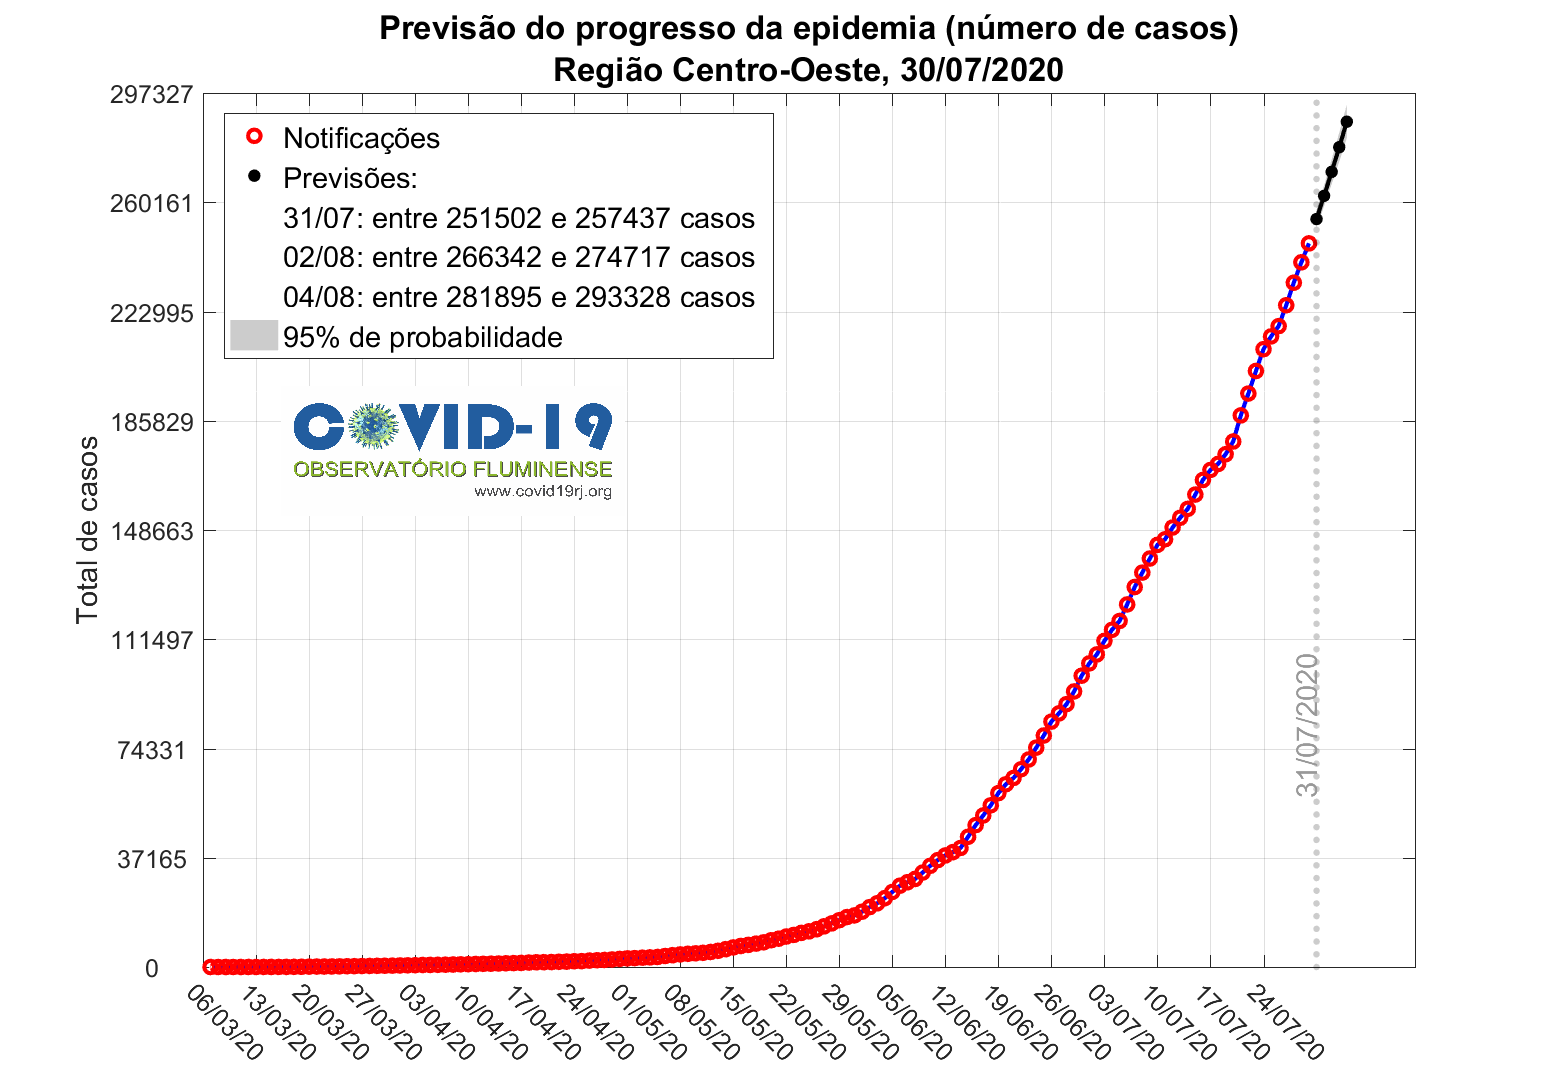 Previsão do progresso da epidemia (número de casos)
Região Centro-Oeste, 30/07/2020
297327
260161
222995
185829
148663
111497
74331
37165
0
Total de casos
Notificações
Previsões:
31/07: entre 251502 e 257437 casos
02/08: entre 266342 e 274717 casos
04/08: entre 281895 e 293328 casos
95% de probabilidade
COVID-19
OBSERVATÓRIO FLUMINENSE
www.covid19rj.org
31/07/2020
06/03/20
13/03/20
20/03/20
27/03/20
03/04/20
10/04/20
17/04/20
24/04/20
01/05/20
08/05/20
15/05/20
22/05/20
29/05/20
05/06/20
12/06/20
19/06/20
26/06/20
03/07/20
10/07/20
17/07/20
24/07/20